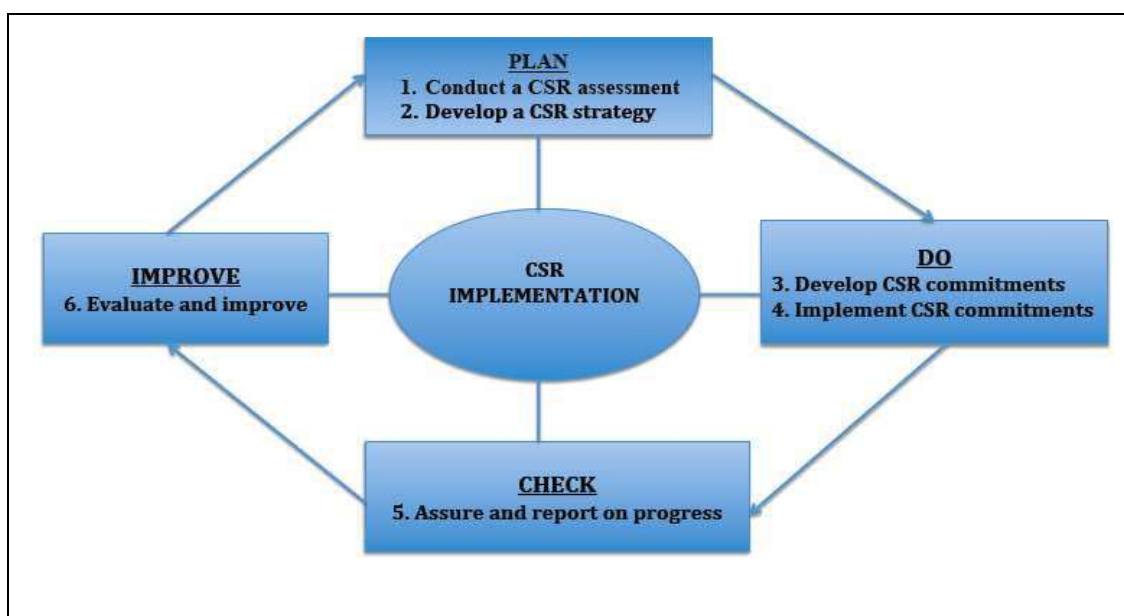 PLAN
1. Conduct a CSR assessment
2. Develop a CSR strategy
IMPROVE
6. Evaluate and improve
CSR
IMPLEMENTATION
DO
3. Develop CSR commitments
4. Implement CSR commitments
CHECK
5. Assure and report on progress